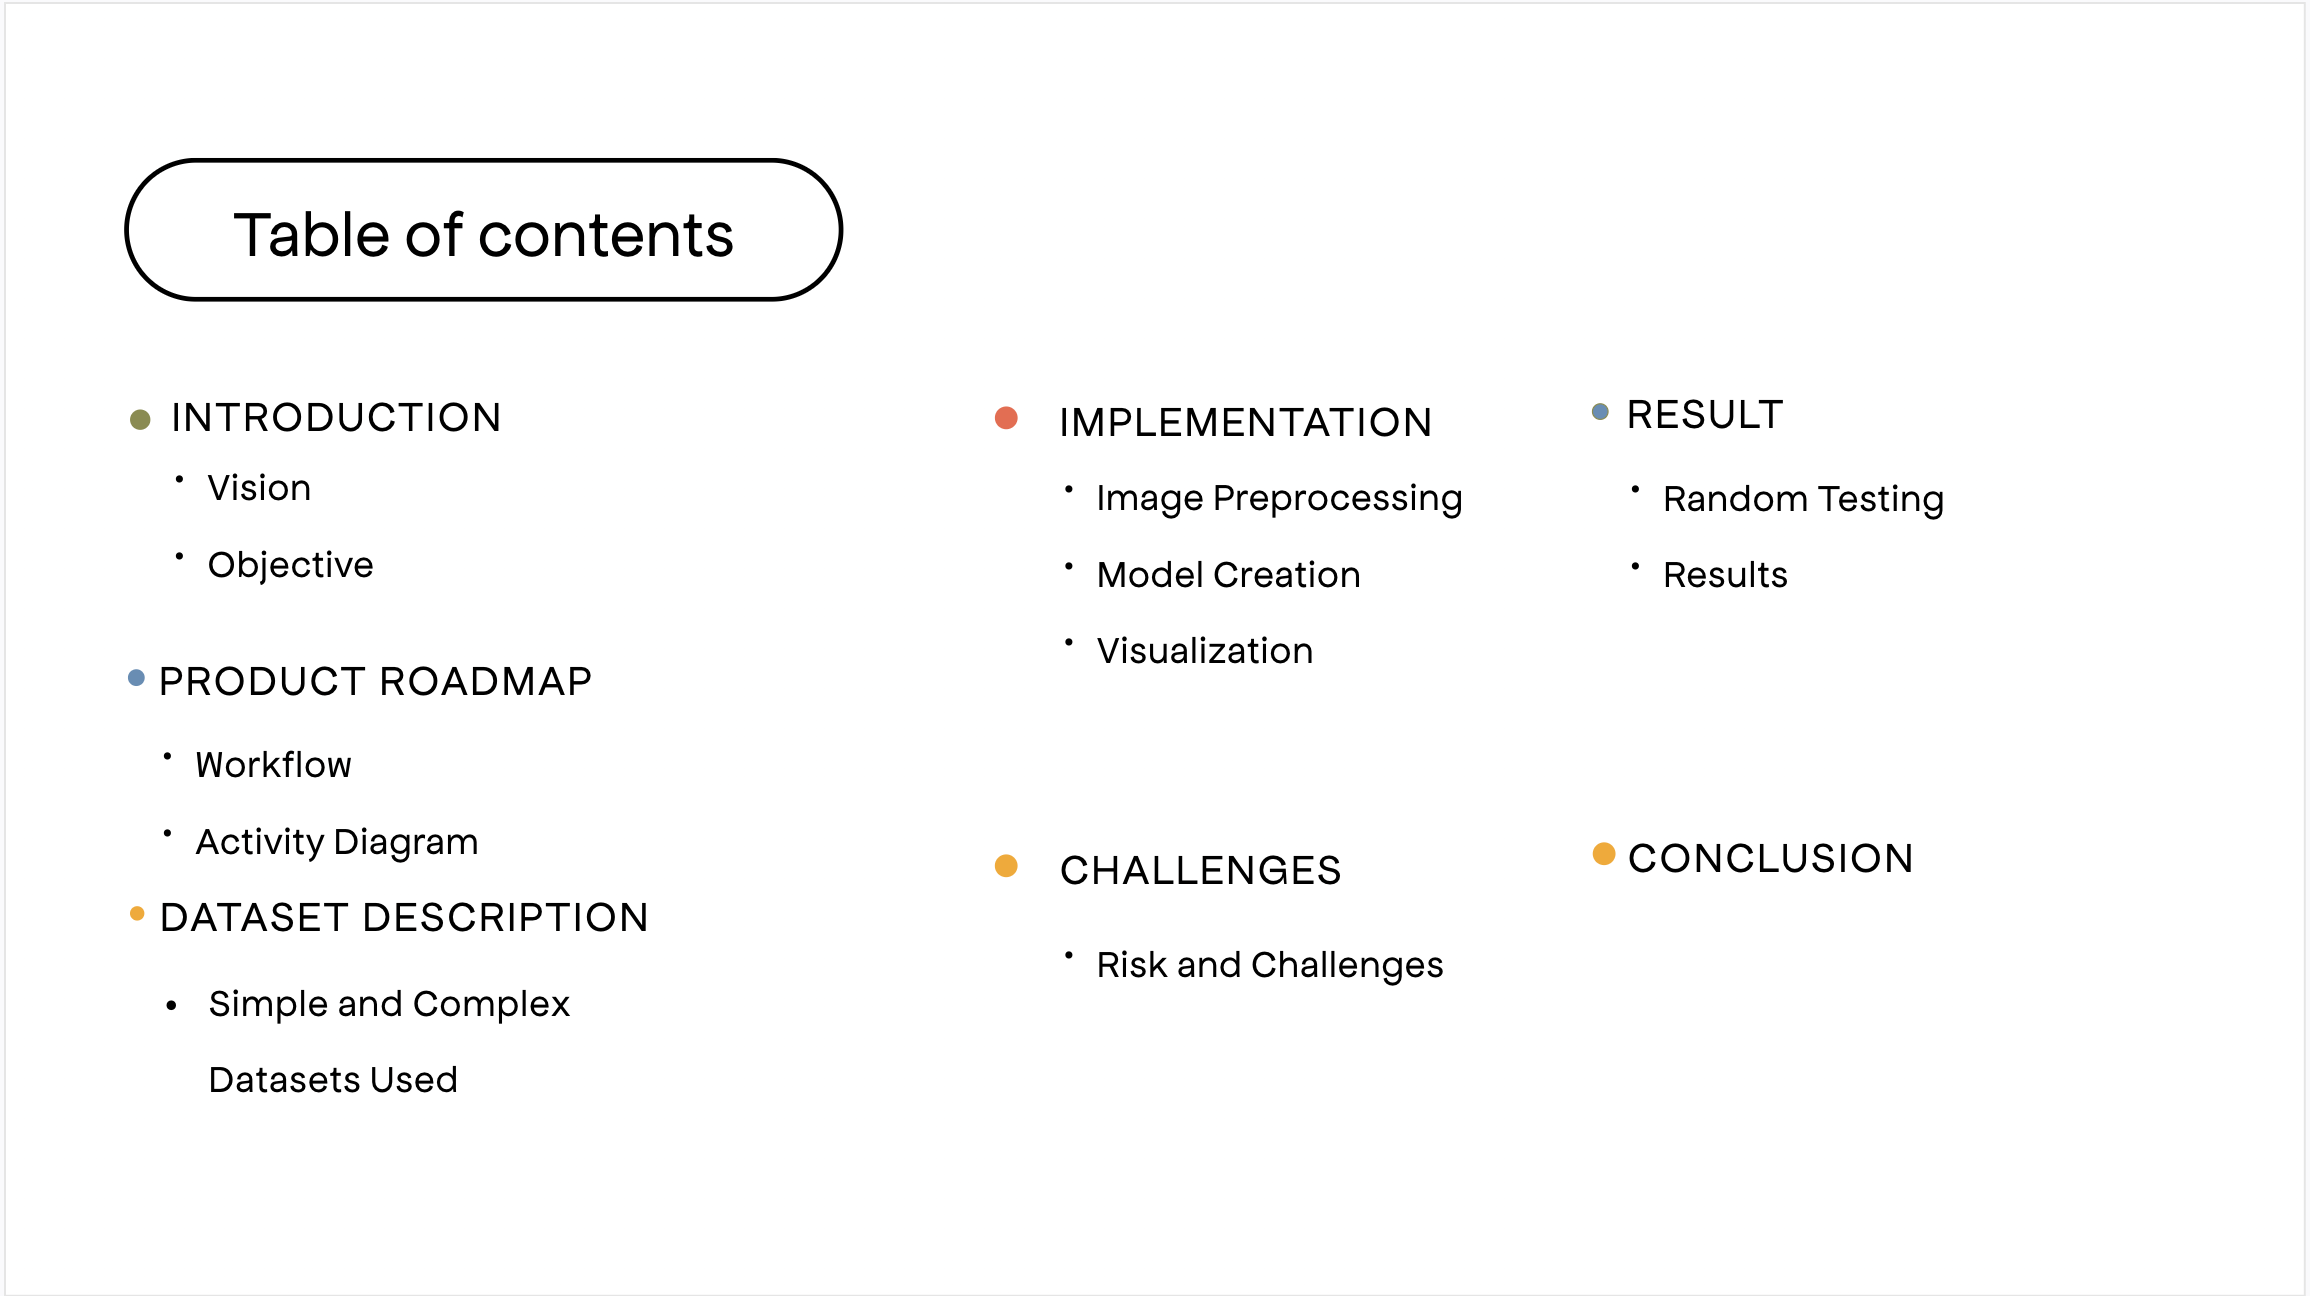 Table of contents
INTRODUCTION
Vision
Objective
PRODUCT ROADMAP
Workflow
Activity Diagram
DATASET DESCRIPTION
Simple and Complex
Datasets Used
IMPLEMENTATION
Image Preprocessing
Model Creation
Visualization
CHALLENGES
Risk and Challenges
RESULT
Random Testing
Results
CONCLUSION